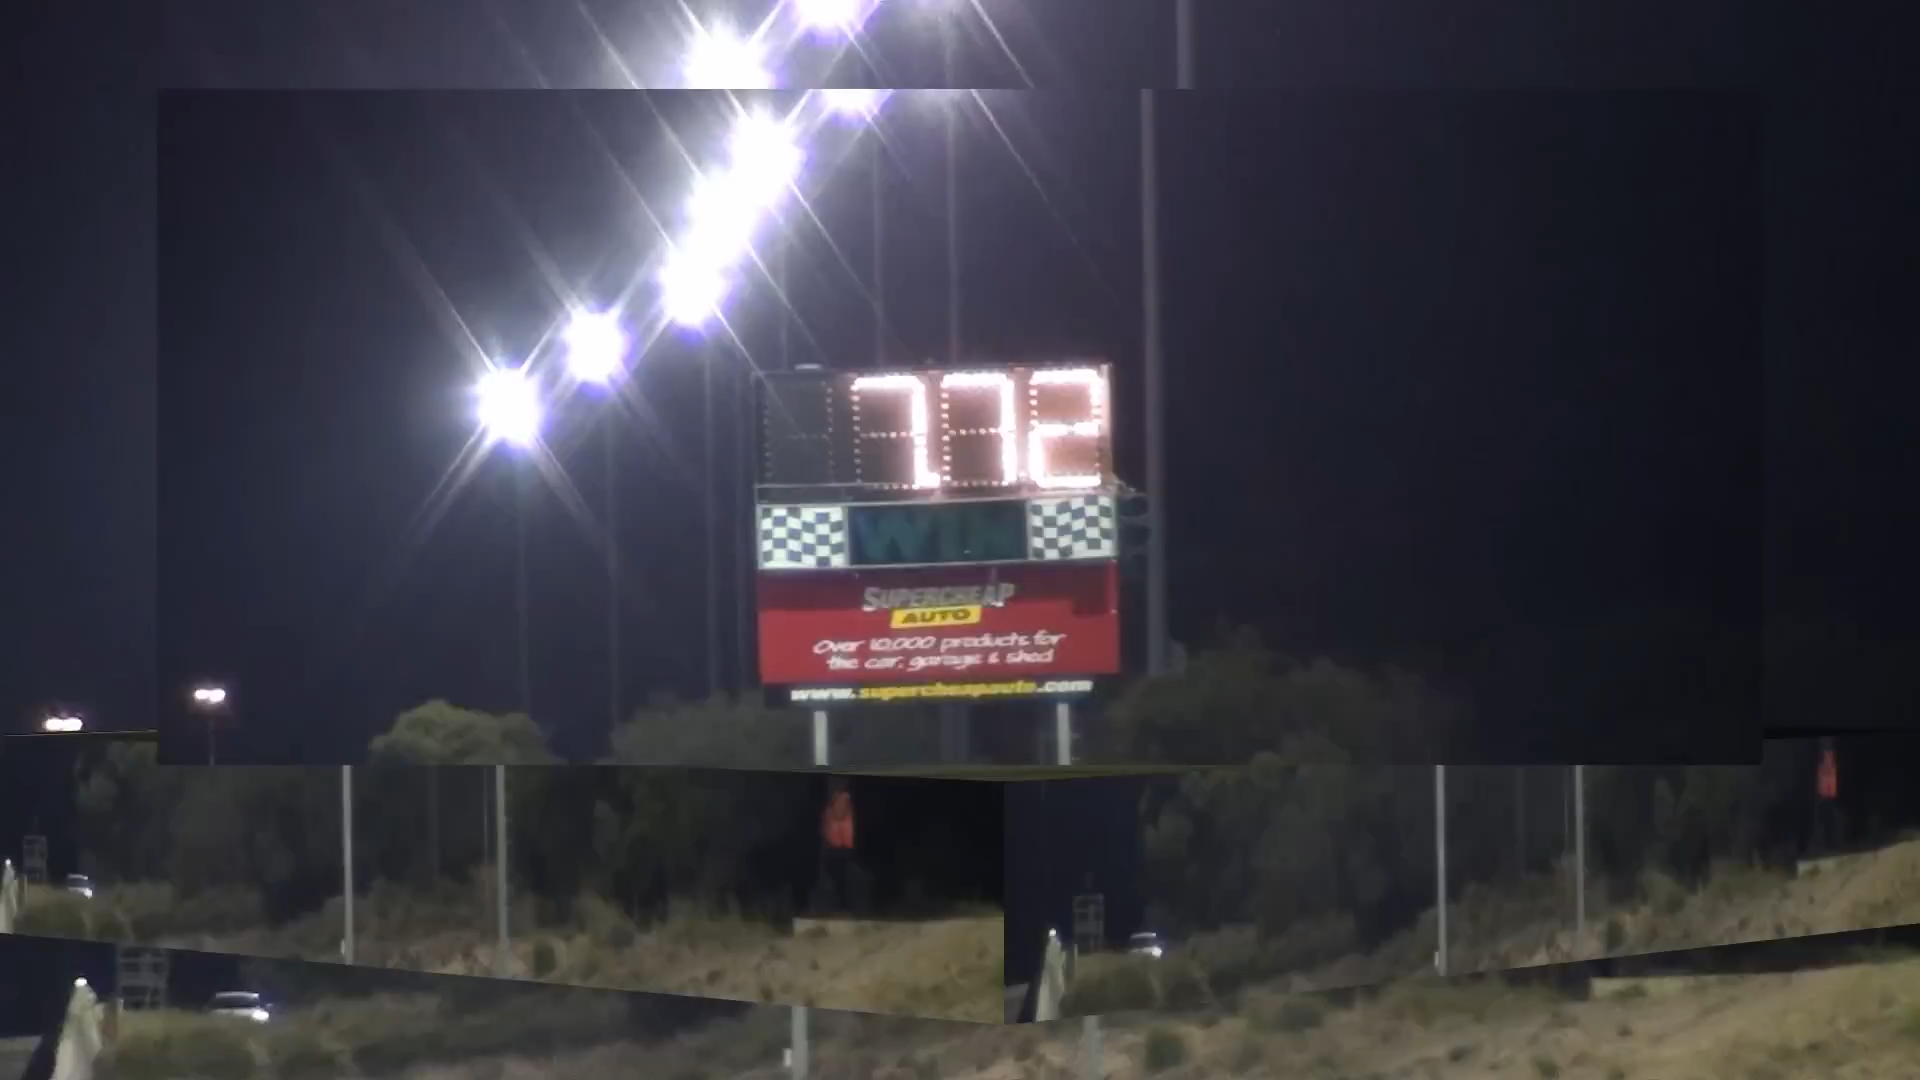 7.72
WIN
SUPERCHEAP
AUTO
Over 10,000 products for
the car, garage & shed
www.supercheapauto.com